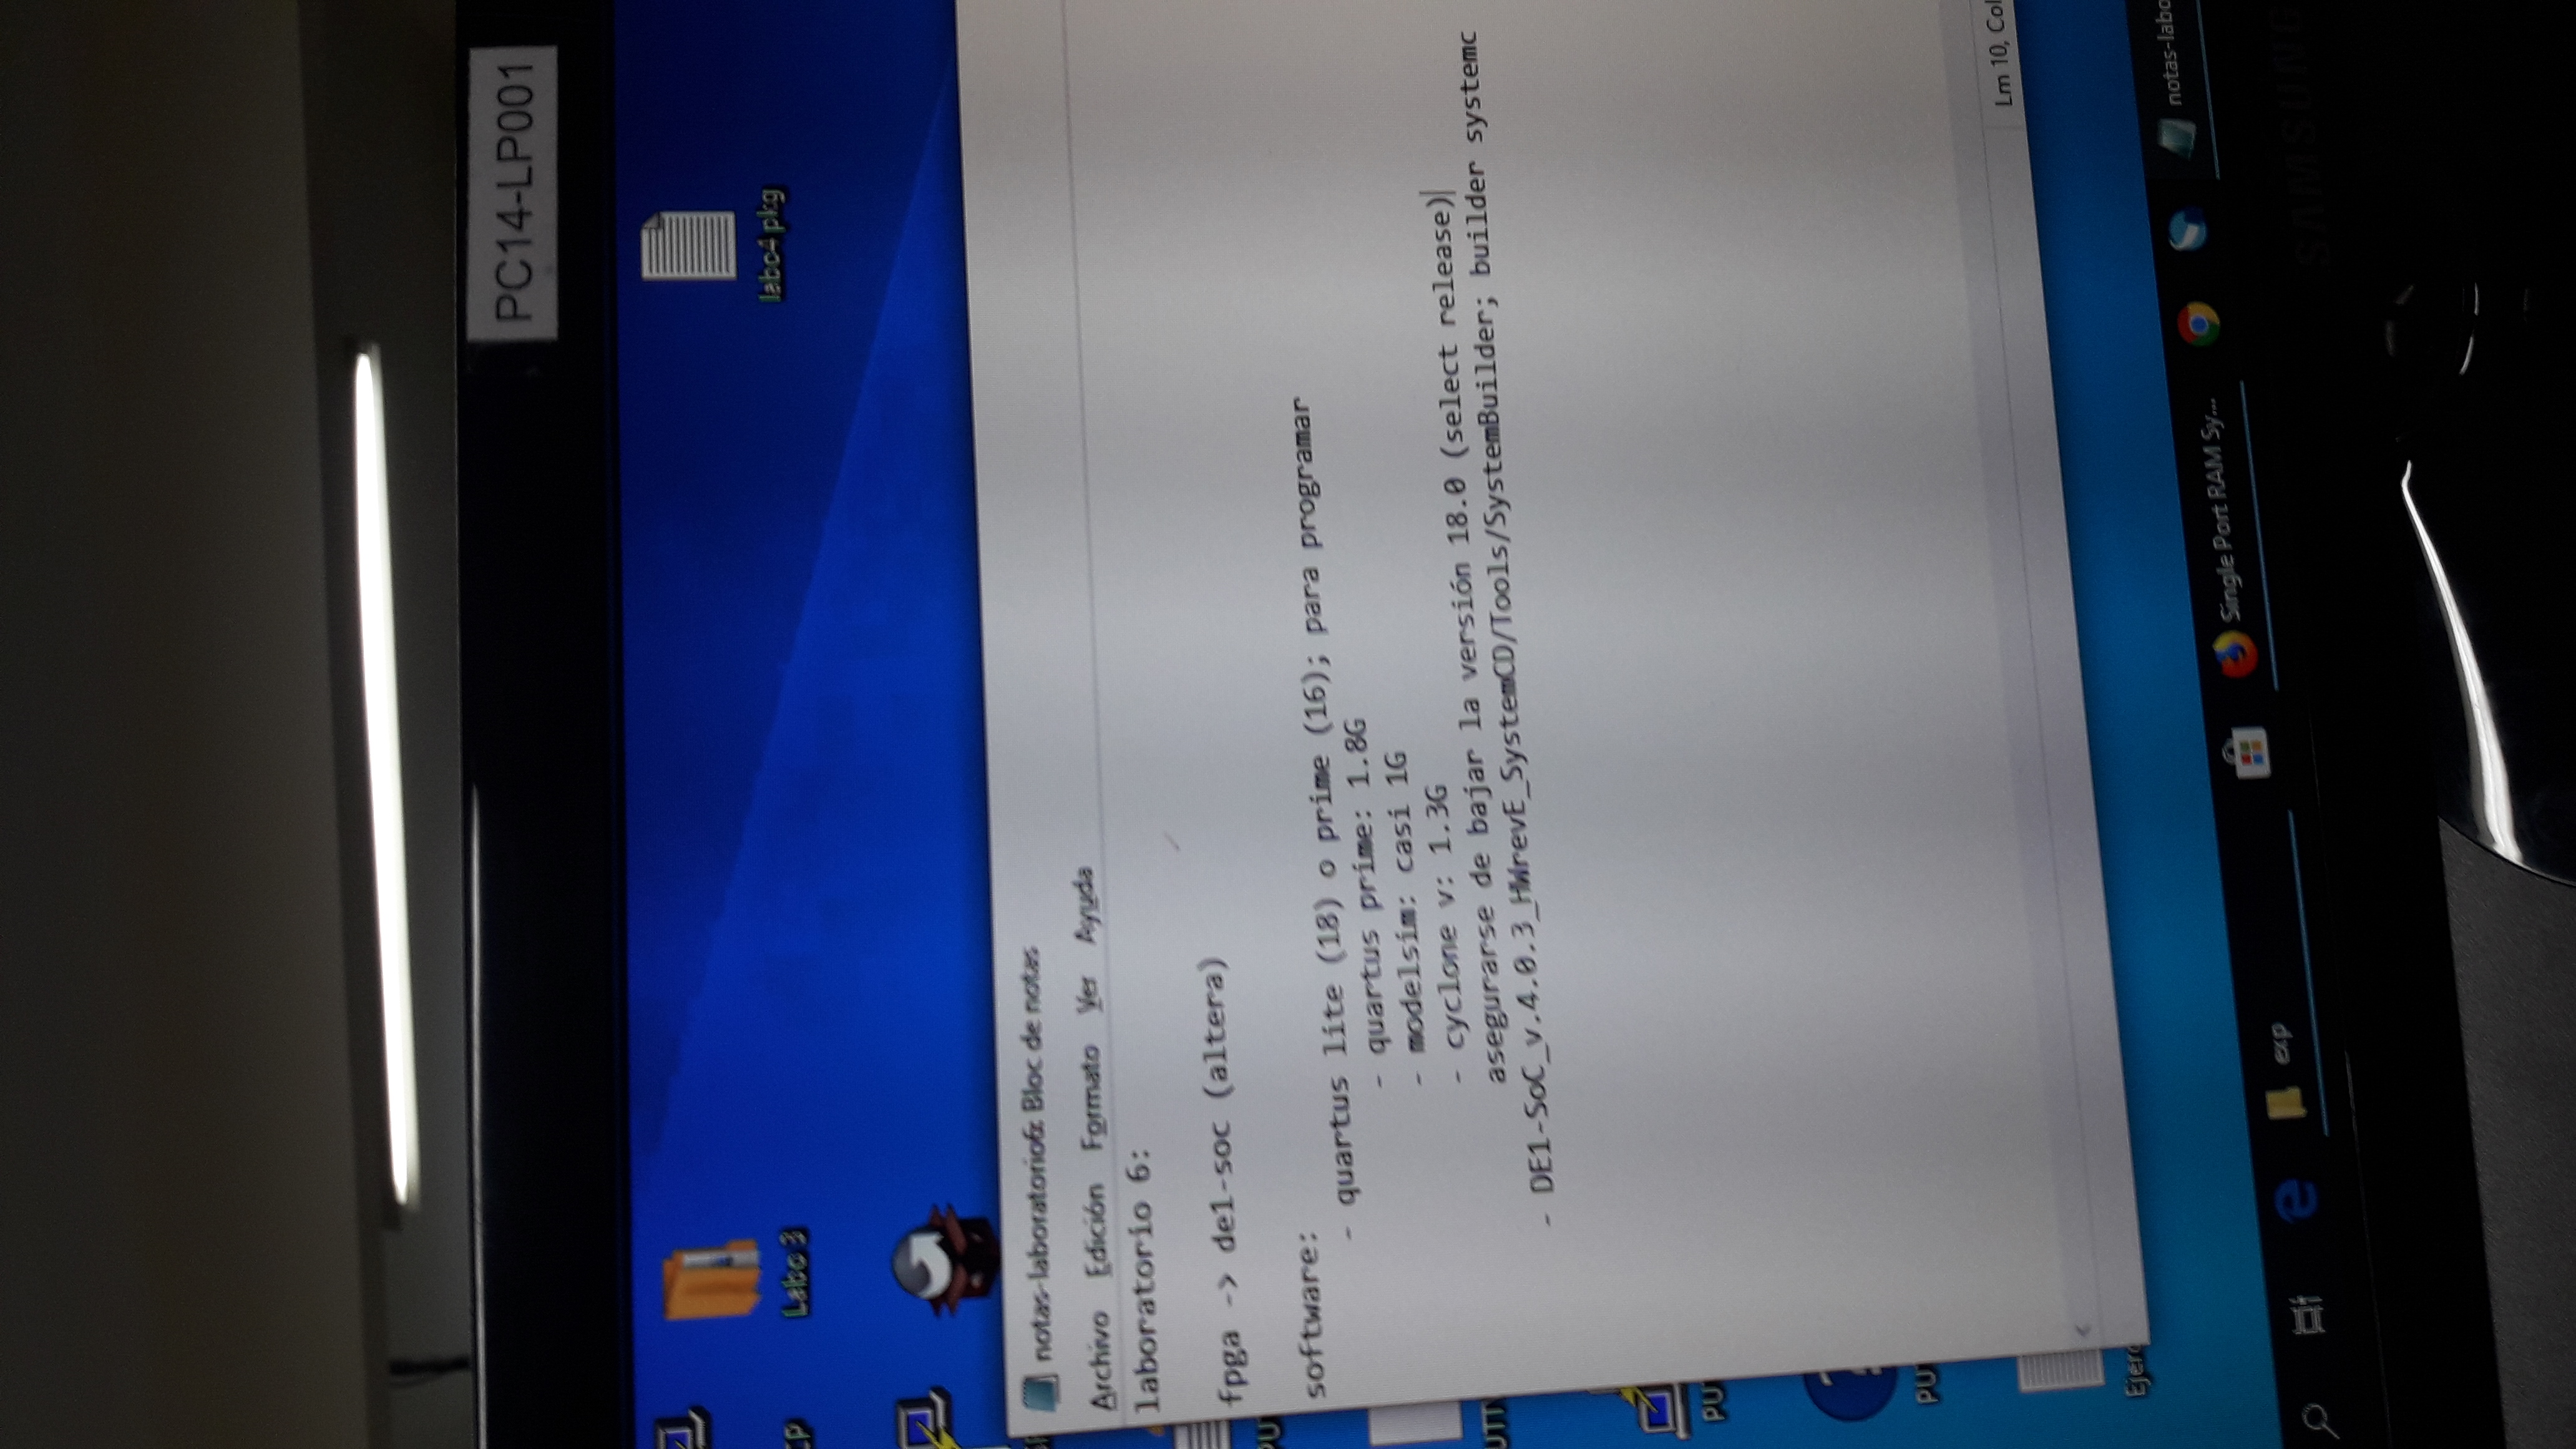 PC14-LP001
Labo 3
labo4 pkg
Bloc de notas
Archivo Edición Formato Ver Ayuda
laboratorio 6:
fpga -> de1-soc (altera)
software:
- quartus lite (18) o prime (16); para programar
- quartus prime: 1.8G
- modelsim: casi 1G
- cyclone v: 1.3G
asegurarse de bajar la versión 18.0 (select release)
- DE1-SoC_v.4.0.3_HWrevE_SystemCD/Tools/SystemBuilder; builder systemc
Lm 10, Col
exp
Single Port RAM Sy...
notas-labo
SAMSUNG